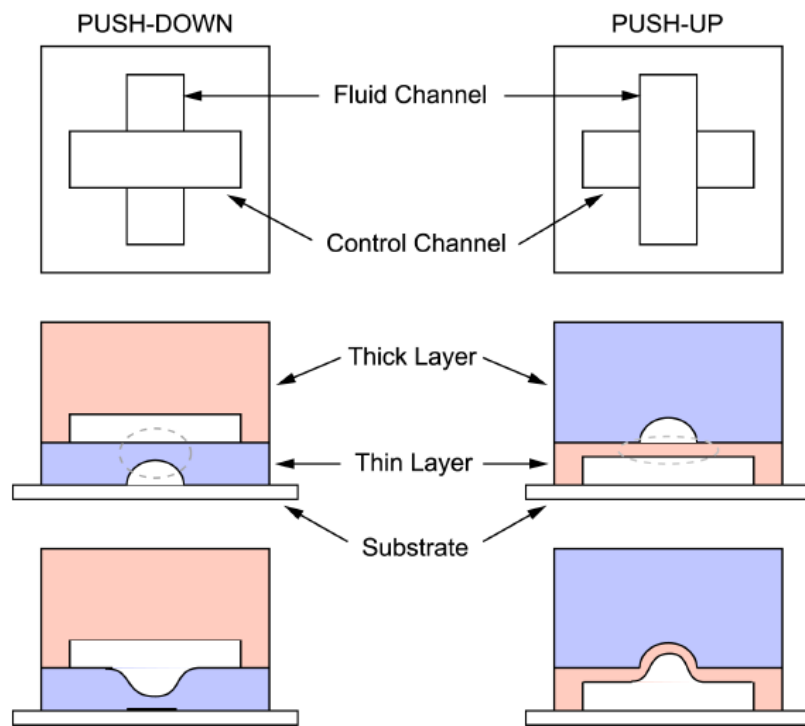 PUSH-DOWN
PUSH-UP
Fluid Channel
Control Channel
Thick Layer
Thin Layer
Substrate